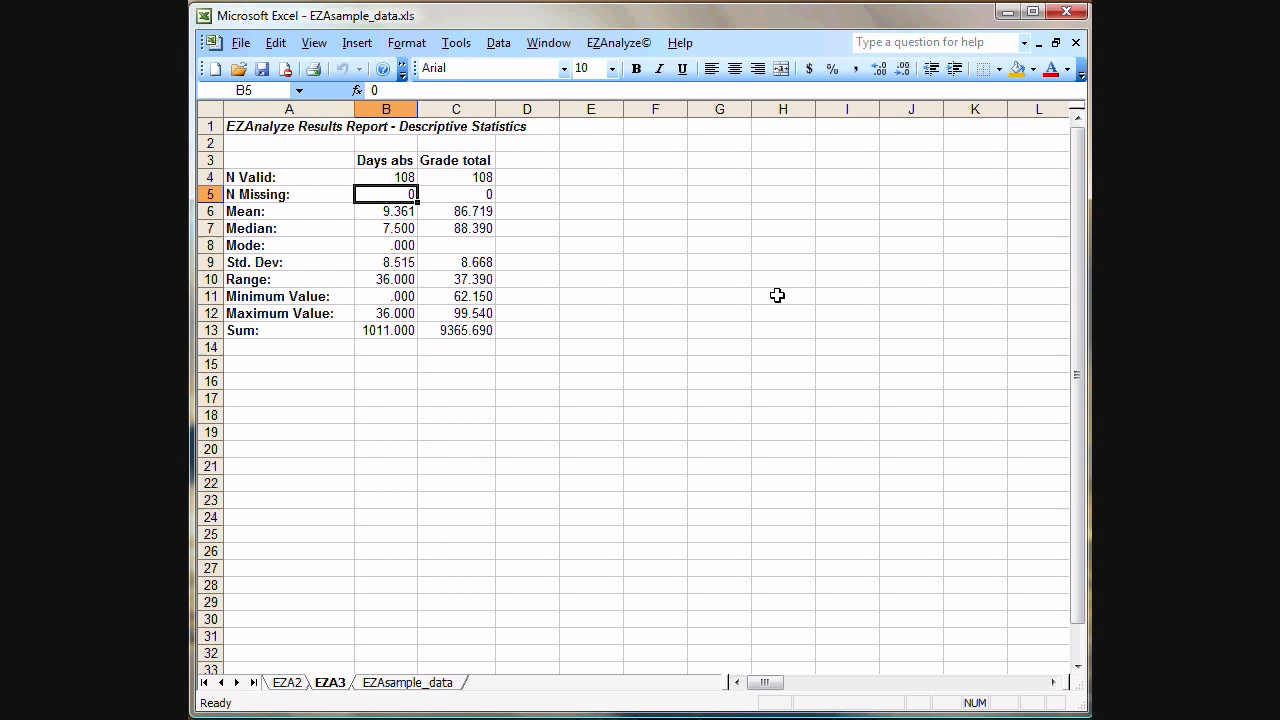 Microsoft Excel - EZAsample_data.xls
File Edit View Insert Format Tools Data Window EZAnalyze© Help Type a question for help
Arial 10 B I U $ %
B5 fx 0
A B C D E F G H I J K L
1 EZAnalyze Results Report - Descriptive Statistics
2
3 Days abs Grade total
4 N Valid: 108 108
5 N Missing: 0 0
6 Mean: 9.361 86.719
7 Median: 7.500 88.390
8 Mode: .000
9 Std. Dev: 8.515 8.668
10 Range: 36.000 37.390
11 Minimum Value: .000 62.150
12 Maximum Value: 36.000 99.540
13 Sum: 1011.000 9365.690
14
15
16
17
18
19
20
21
22
23
24
25
26
27
28
29
30
31
32
33
EZA2 EZA3 EZAsample_data
Ready NUM